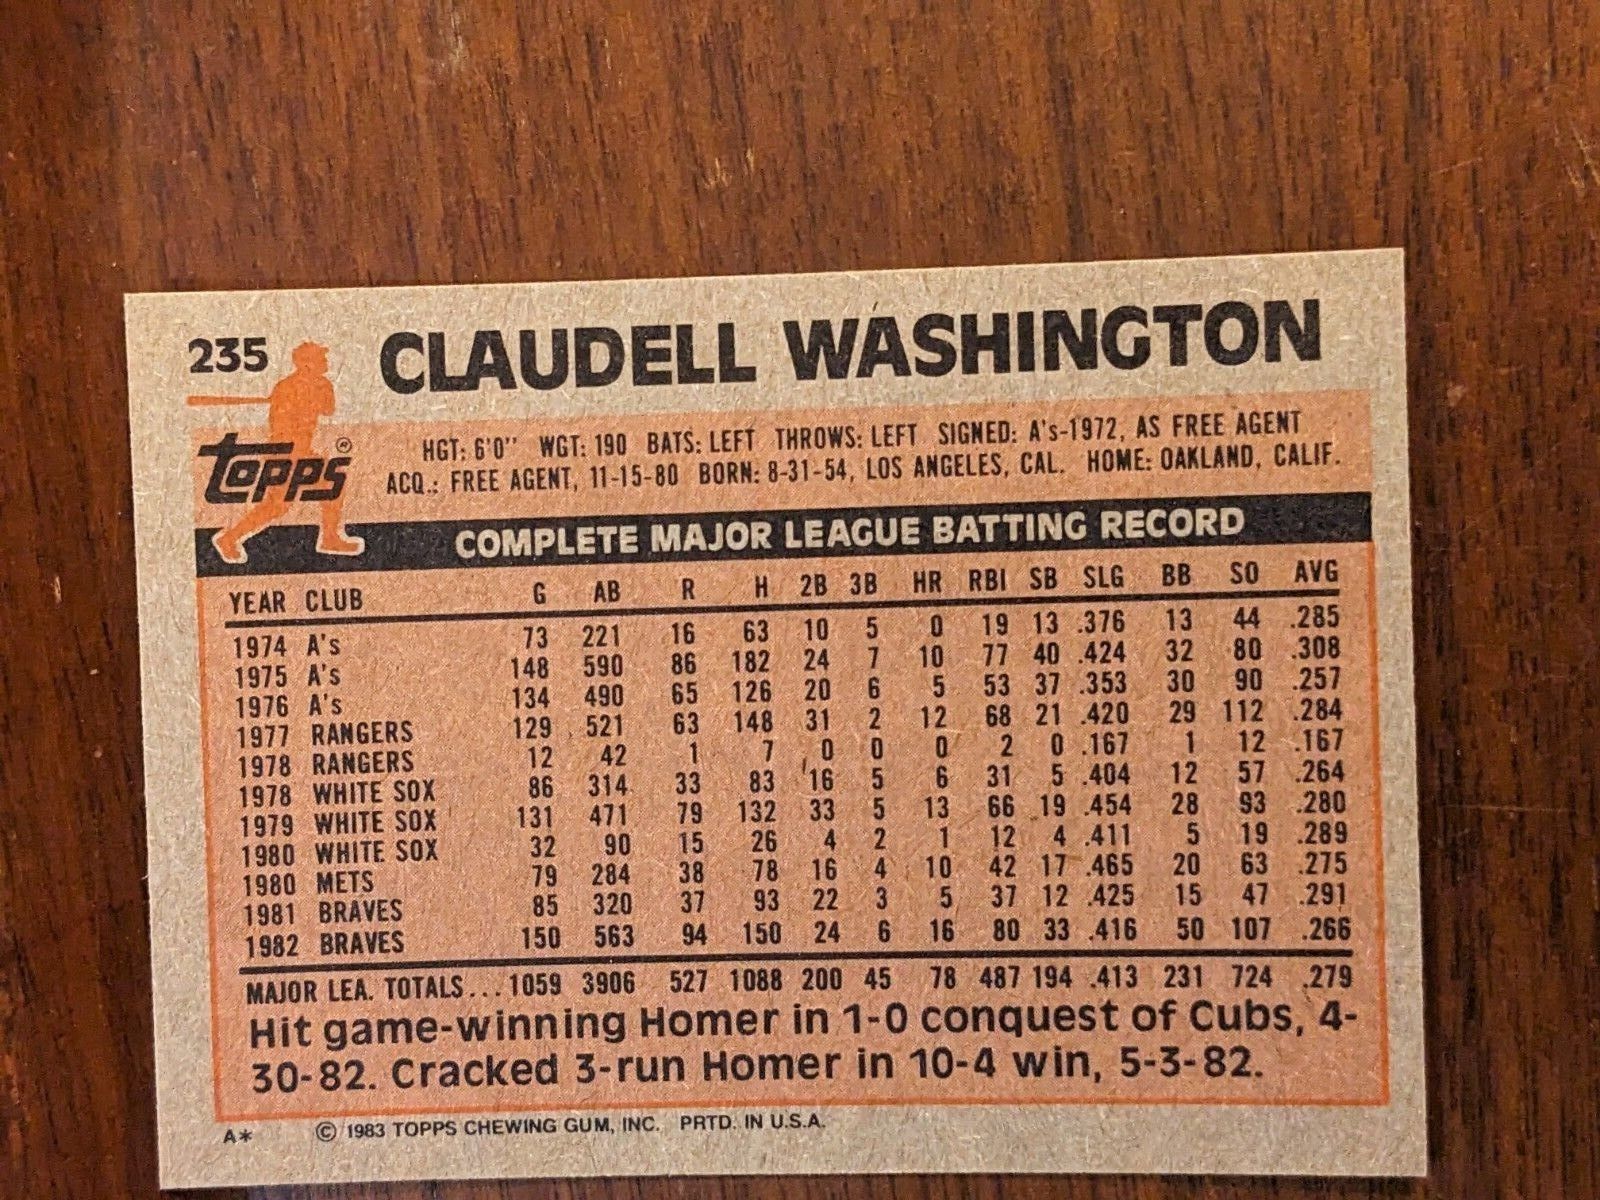 235
CLAUDELL WASHINGTON
Topps®
HGT: 6'0" WGT: 190 BATS: LEFT THROWS: LEFT SIGNED: A's-1972, AS FREE AGENT
ACQ.: FREE AGENT, 11-15-80 BORN: 8-31-54, LOS ANGELES, CAL. HOME: OAKLAND, CALIF.
COMPLETE MAJOR LEAGUE BATTING RECORD
YEAR CLUB G AB R H 2B 3B HR RBI SB SLG BB SO AVG
1974 A's 73 221 16 63 10 5 0 19 13 .376 13 44 .285
1975 A's 148 590 86 182 24 7 10 77 40 .424 32 80 .308
1976 A's 134 490 65 126 20 6 5 53 37 .353 30 90 .257
1977 RANGERS 129 521 63 148 31 2 12 68 21 .420 29 112 .284
1978 RANGERS 12 42 1 7 0 0 0 2 0 .167 1 12 .167
1978 WHITE SOX 86 314 33 83 16 5 6 31 5 .404 12 57 .264
1979 WHITE SOX 131 471 79 132 33 5 13 66 19 .454 28 93 .280
1980 WHITE SOX 32 90 15 26 4 2 1 12 4 .411 5 19 .289
1980 METS 79 284 38 78 16 4 10 42 17 .465 20 63 .275
1981 BRAVES 85 320 37 93 22 3 5 37 12 .425 15 47 .291
1982 BRAVES 150 563 94 150 24 6 16 80 33 .416 50 107 .266
MAJOR LEA. TOTALS...1059 3906 527 1088 200 45 78 487 194 .413 231 724 .279
Hit game-winning Homer in 1-0 conquest of Cubs, 4-
30-82. Cracked 3-run Homer in 10-4 win, 5-3-82.
A* © 1983 TOPPS CHEWING GUM, INC. PRTD. IN U.S.A.